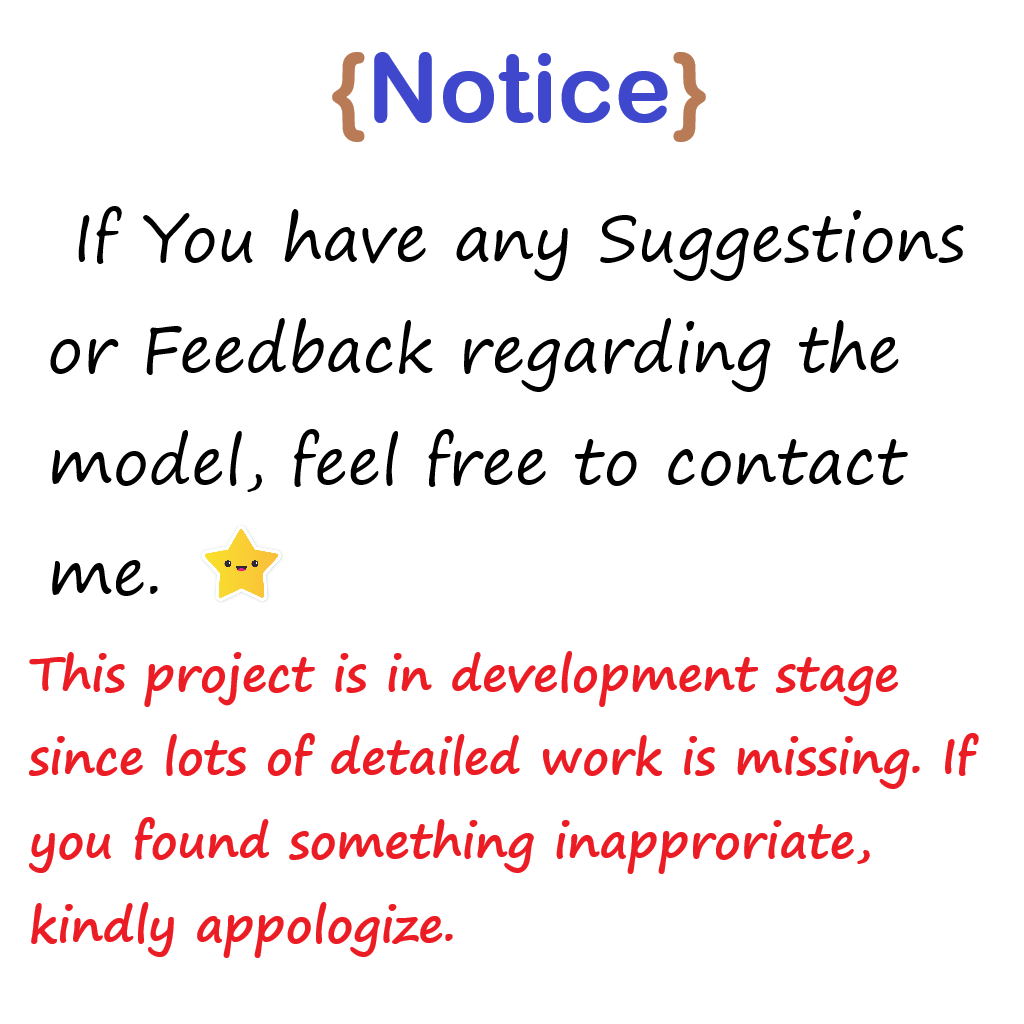 {Notice}
If You have any Suggestions
or Feedback regarding the
model, feel free to contact
me.
This project is in development stage
since lots of detailed work is missing. If
you found something inapproriate,
kindly appologize.